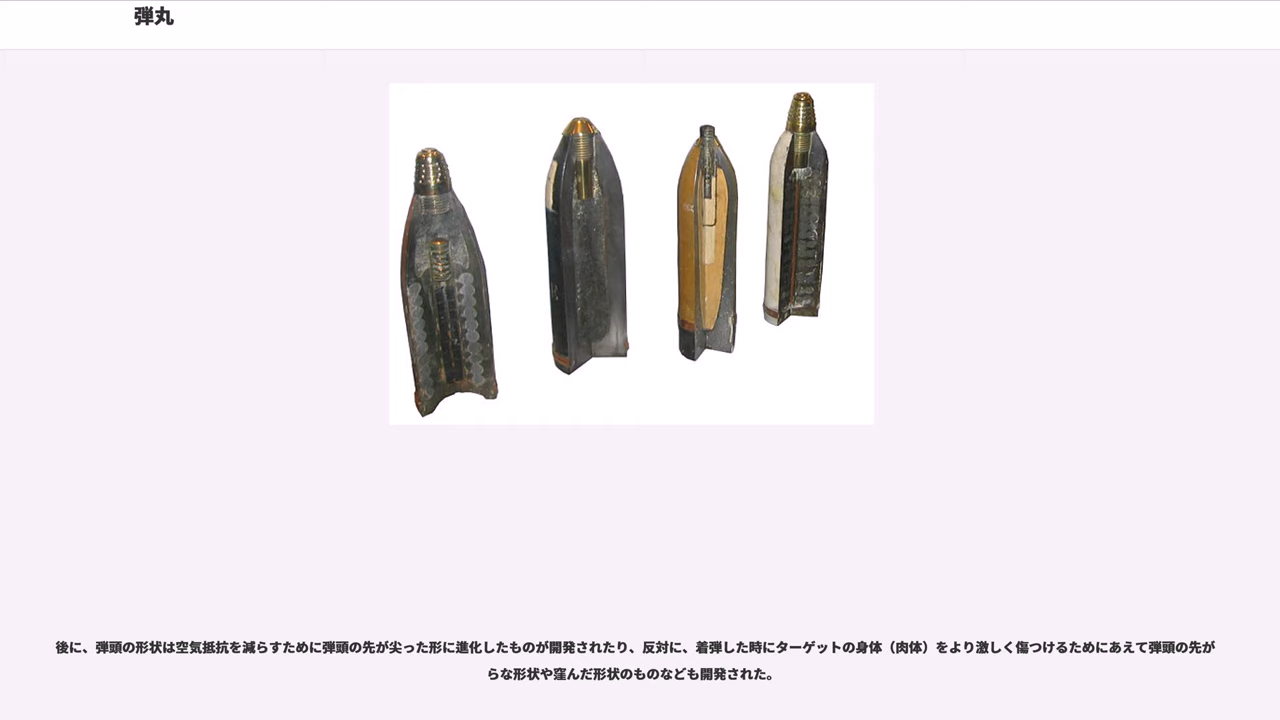 弾丸
後に、弾頭の形状は空気抵抗を減らすために弾頭の先が尖った形に進化したものが開発されたり、反対に、着弾した時にターゲットの身体（肉体）をより激しく傷つけるためにあえて弾頭の先が
らな形状や窪んだ形状のものなども開発された。